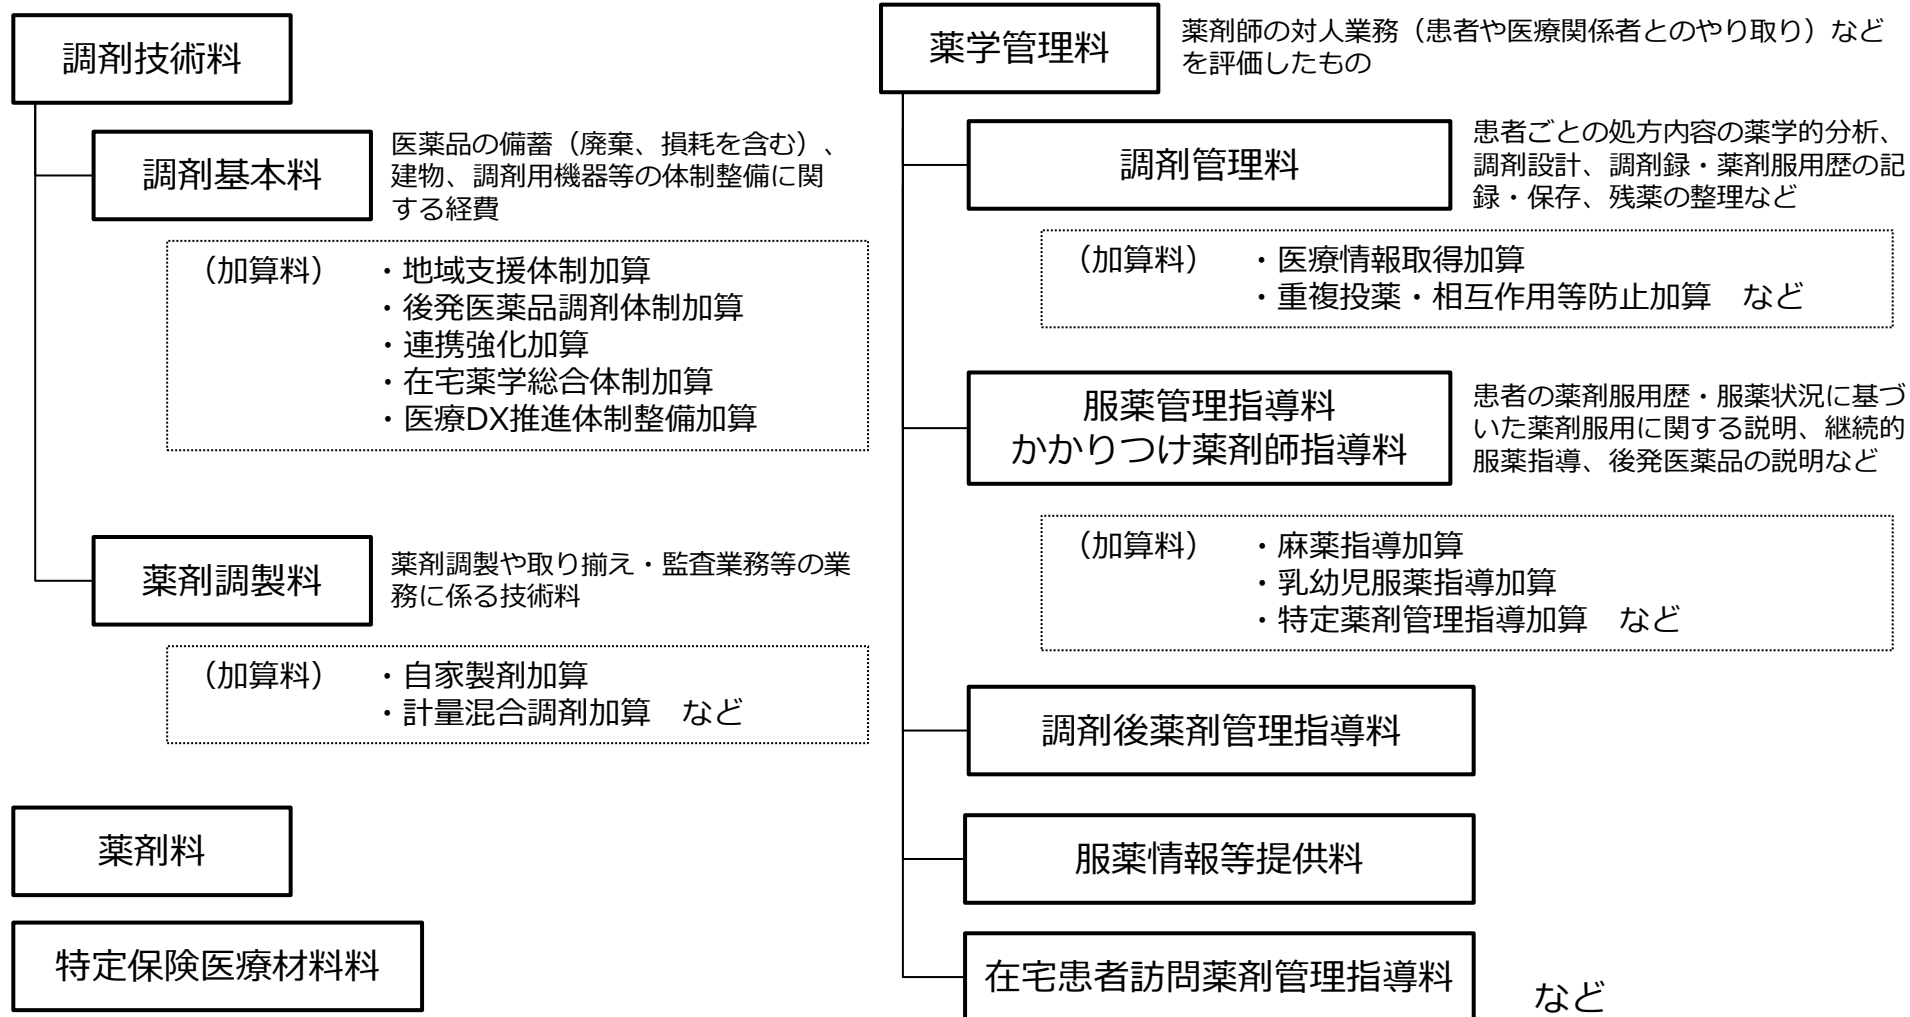 調剤技術料
調剤基本料
医薬品の備蓄（廃棄、損耗を含む）、
建物、調剤用機器等の体制整備に関
する経費
（加算料）　・地域支援体制加算
・後発医薬品調剤体制加算
・連携強化加算
・在宅薬学総合体制加算
・医療DX推進体制整備加算
薬剤調製料
薬剤調製や取り揃え・監査業務等の業
務に係る技術料
（加算料）　・自家製剤加算
・計量混合調剤加算　など
薬剤料
特定保険医療材料料
薬学管理料
薬剤師の対人業務（患者や医療関係者とのやり取り）など
を評価したもの
調剤管理料
患者ごとの処方内容の薬学的分析、
調剤設計、調剤録・薬剤服用歴の記
録・保存、残薬の整理など
（加算料）　・医療情報取得加算
・重複投薬・相互作用等防止加算　など
服薬管理指導料
かかりつけ薬剤師指導料
患者の薬剤服用歴・服薬状況に基づ
いた薬剤服用に関する説明、継続的
服薬指導、後発医薬品の説明など
（加算料）　・麻薬指導加算
・乳幼児服薬指導加算
・特定薬剤管理指導加算　など
調剤後薬剤管理指導料
服薬情報等提供料
在宅患者訪問薬剤管理指導料
など